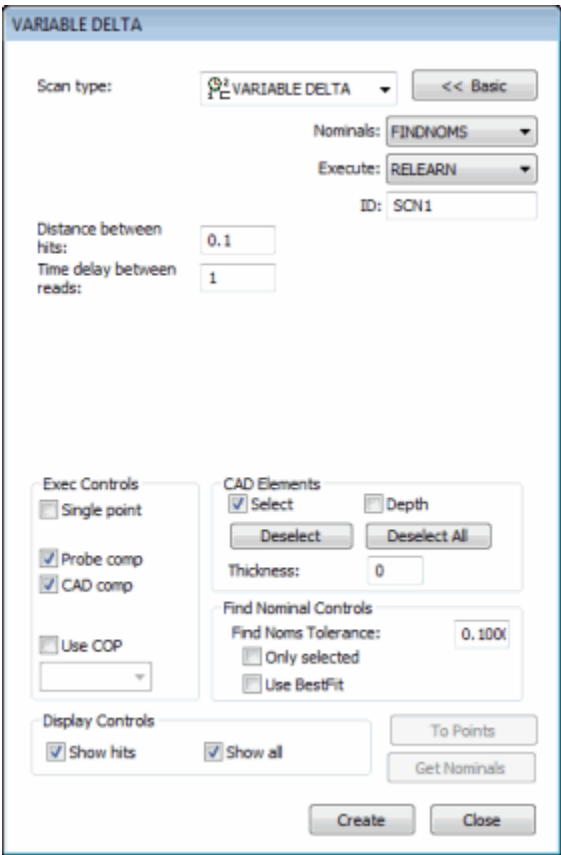 VARIABLE DELTA
Scan type:
VARIABLE DELTA
<< Basic
Nominals: FINDNOMS
Execute: RELEARN
ID: SCN1
Distance between
hits:
0.1
Time delay between
reads:
1
Exec Controls
Single point
Probe comp
CAD comp
Use COP
CAD Elements
Select
Depth
Deselect
Deselect All
Thickness: 0
Find Nominal Controls
Find Noms Tolerance: 0.100
Only selected
Use BestFit
Display Controls
Show hits
Show all
To Points
Get Nominals
Create
Close